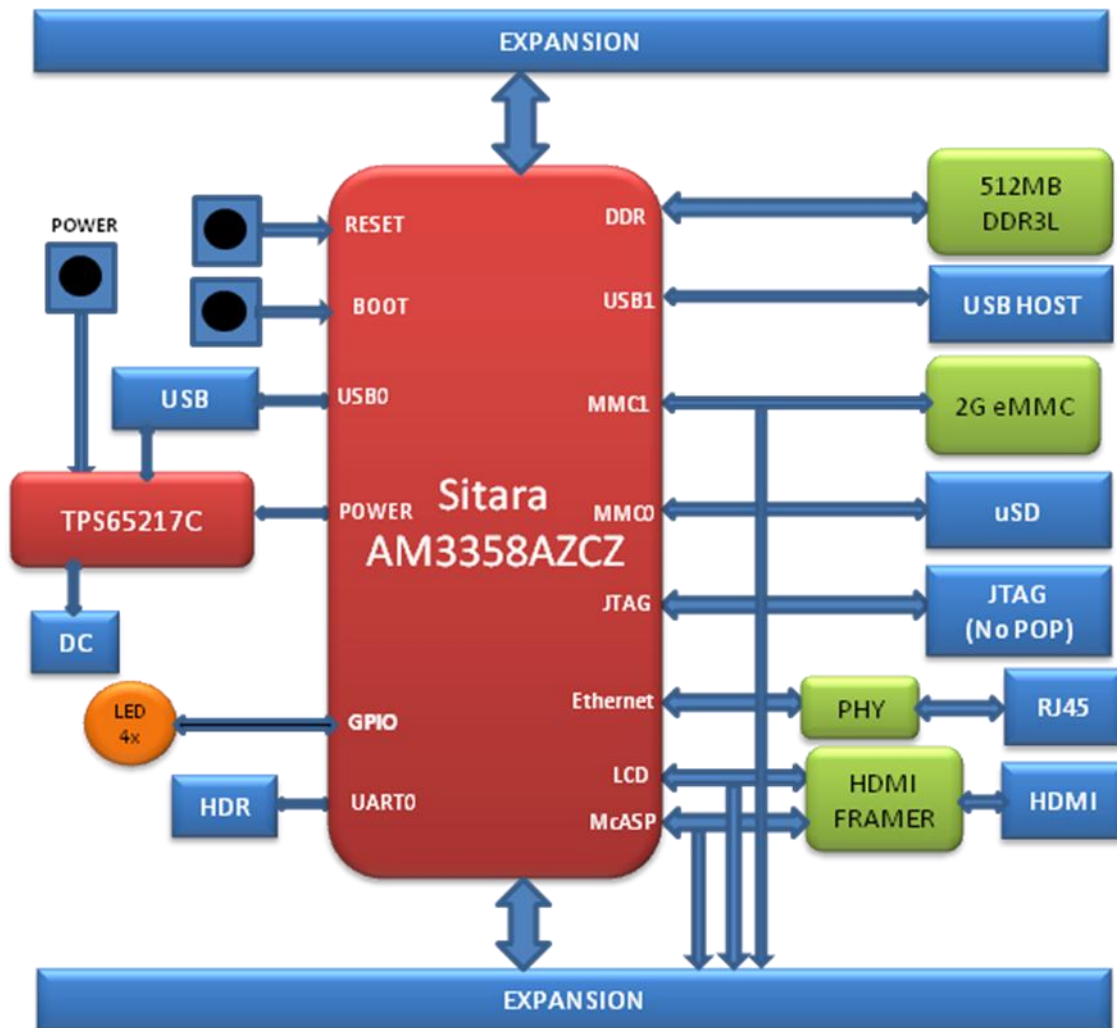 EXPANSION
POWER
RESET
BOOT
USB
USB0
TPS65217C
POWER
DC
LED
4x
GPIO
HDR
UART0
Sitara
AM3358AZCZ
DDR
USB1
MMC1
MMC0
JTAG
Ethernet
LCD
McASP
512MB
DDR3L
USB HOST
2G eMMC
uSD
JTAG
(No POP)
PHY
RJ45
HDMI
FRAMER
HDMI
EXPANSION